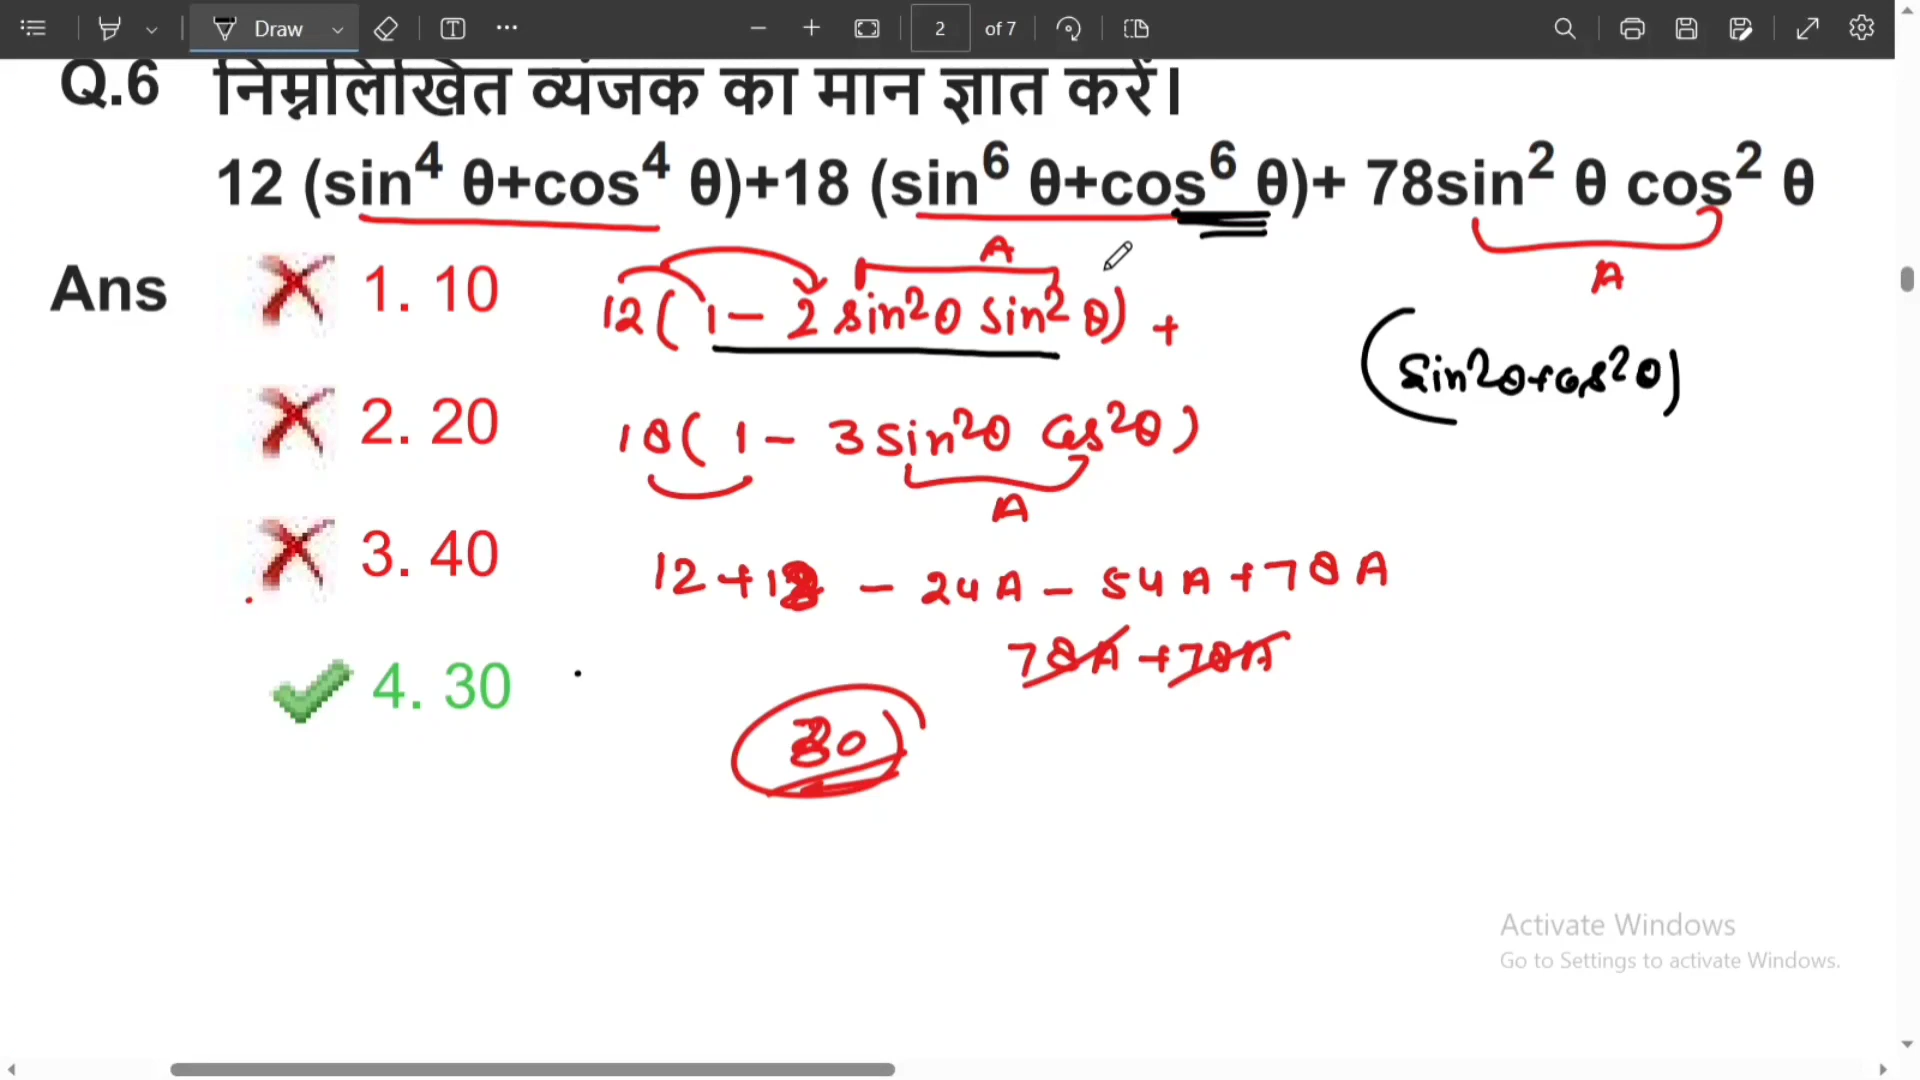 Draw
2 of 7
Q.6 निम्नलिखित व्यंजक का मान ज्ञात करें।
12 (sin⁴ θ+cos⁴ θ)+18 (sin⁶ θ+cos⁶ θ)+ 78sin² θ cos² θ
A
A
Ans 1. 10
12(1 - 2 sin²θ sin²θ) +
(sin²θ+cos²θ)
2. 20
18(1 - 3 sin²θ cos²θ)
A
3. 40
12+18 - 24A - 54A+78A
78A+78A
4. 30
30
Activate Windows
Go to Settings to activate Windows.